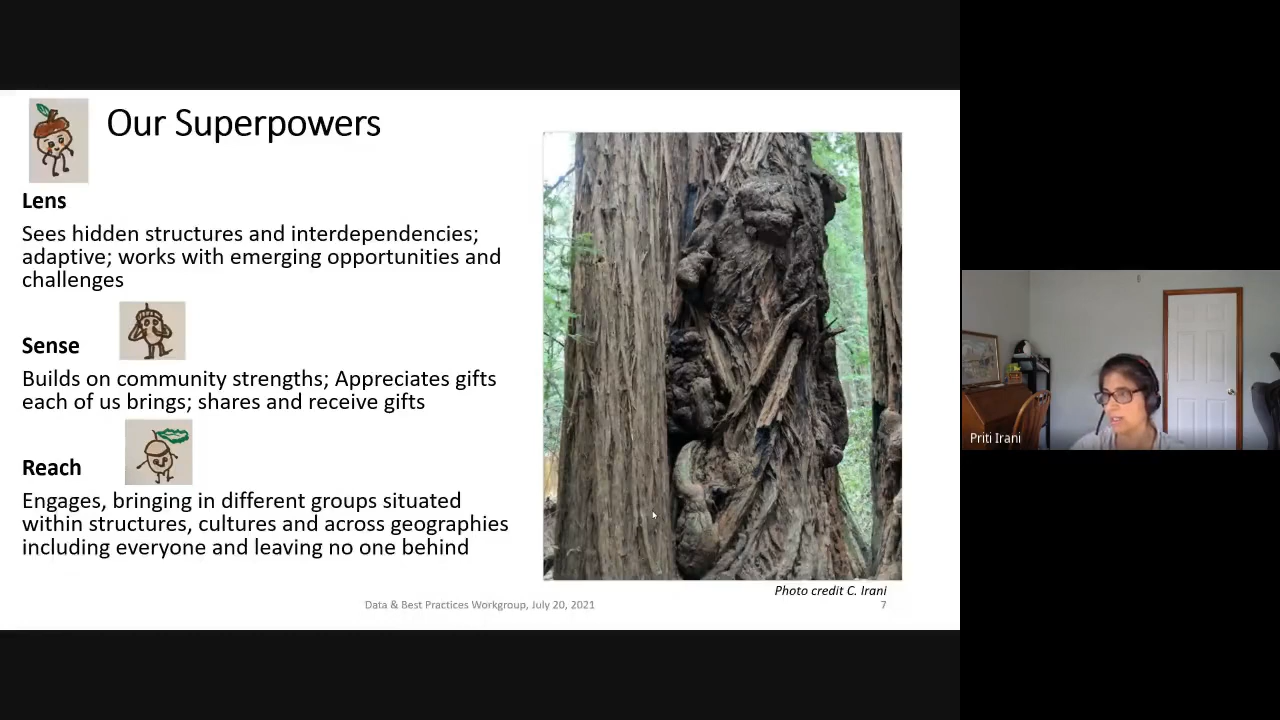 Our Superpowers
Lens
Sees hidden structures and interdependencies;
adaptive; works with emerging opportunities and
challenges
Sense
Builds on community strengths; Appreciates gifts
each of us brings; shares and receive gifts
Reach
Engages, bringing in different groups situated
within structures, cultures and across geographies
including everyone and leaving no one behind
Photo credit C. Irani
Data & Best Practices Workgroup, July 20, 2021
7
Priti Irani